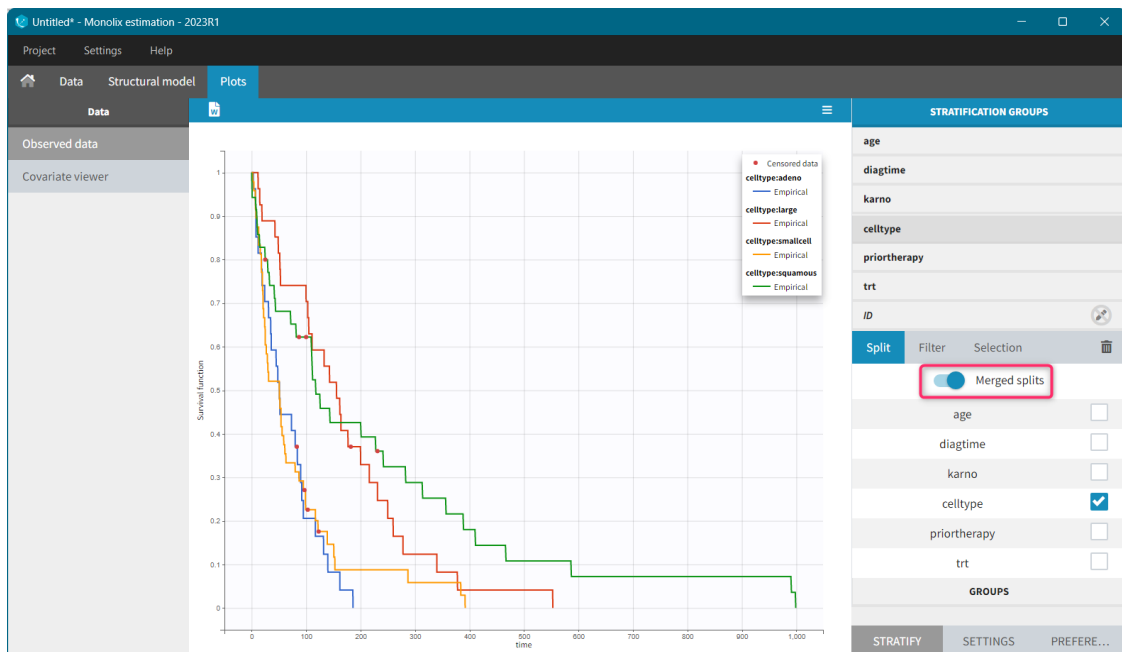 Untitled* - Monolix estimation - 2023R1
Project Settings Help
Data Structural model Plots
Data
Observed data
Covariate viewer
W
Survival function
1
0.9
0.8
0.7
0.6
0.5
0.4
0.3
0.2
0.1
0
0 100 200 300 400 500 600 700 800 900 1,000
time
Censored data
celltype:adeno
Empirical
celltype:large
Empirical
celltype:smallcell
Empirical
celltype:squamous
Empirical
STRATIFICATION GROUPS
age
diagtime
karno
celltype
priortherapy
trt
ID
Split Filter Selection
Merged splits
age
diagtime
karno
celltype
priortherapy
trt
GROUPS
STRATIFY SETTINGS PREFERE...